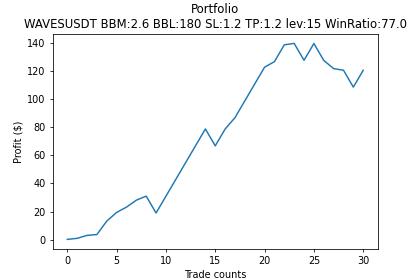 Portfolio
WAVESUSDT BBM:2.6 BBL:180 SL:1.2 TP:1.2 lev:15 WinRatio:77.0
140
120
100
80
60
40
20
0
Profit ($)
0 5 10 15 20 25 30
Trade counts